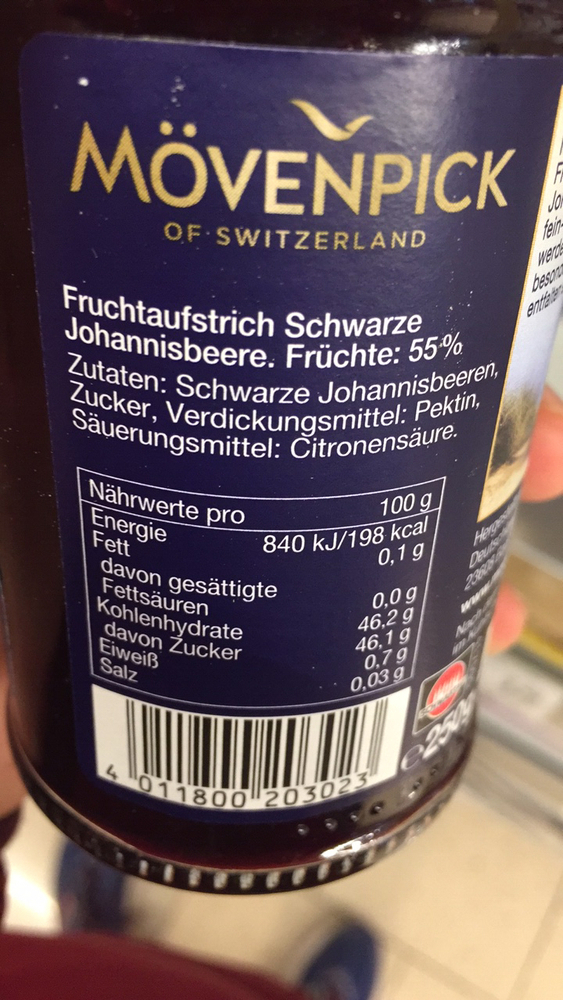 MÖVENPICK
OF SWITZERLAND
Fruchtaufstrich Schwarze
Johannisbeere. Früchte: 55 %
Zutaten: Schwarze Johannisbeeren,
Zucker, Verdickungsmittel: Pektin,
Säuerungsmittel: Citronensäure.
Nährwerte pro 100 g
Energie 840 kJ/198 kcal
Fett 0,1 g
davon gesättigte
Fettsäuren 0,0 g
Kohlenhydrate 46,2 g
davon Zucker 46,1 g
Eiweiß 0,7 g
Salz 0,03 g
4 011800 203023
e 250g
fein-